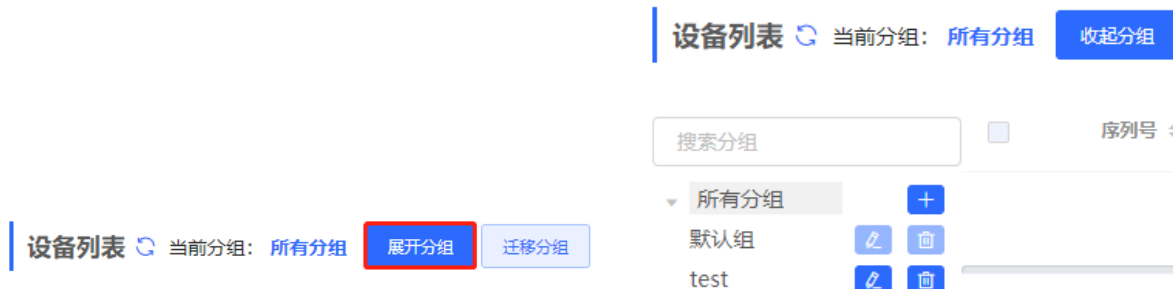 设备列表 当前分组： 所有分组 展开分组 迁移分组
设备列表 当前分组： 所有分组 收起分组
搜索分组
序列号
所有分组
默认组
test